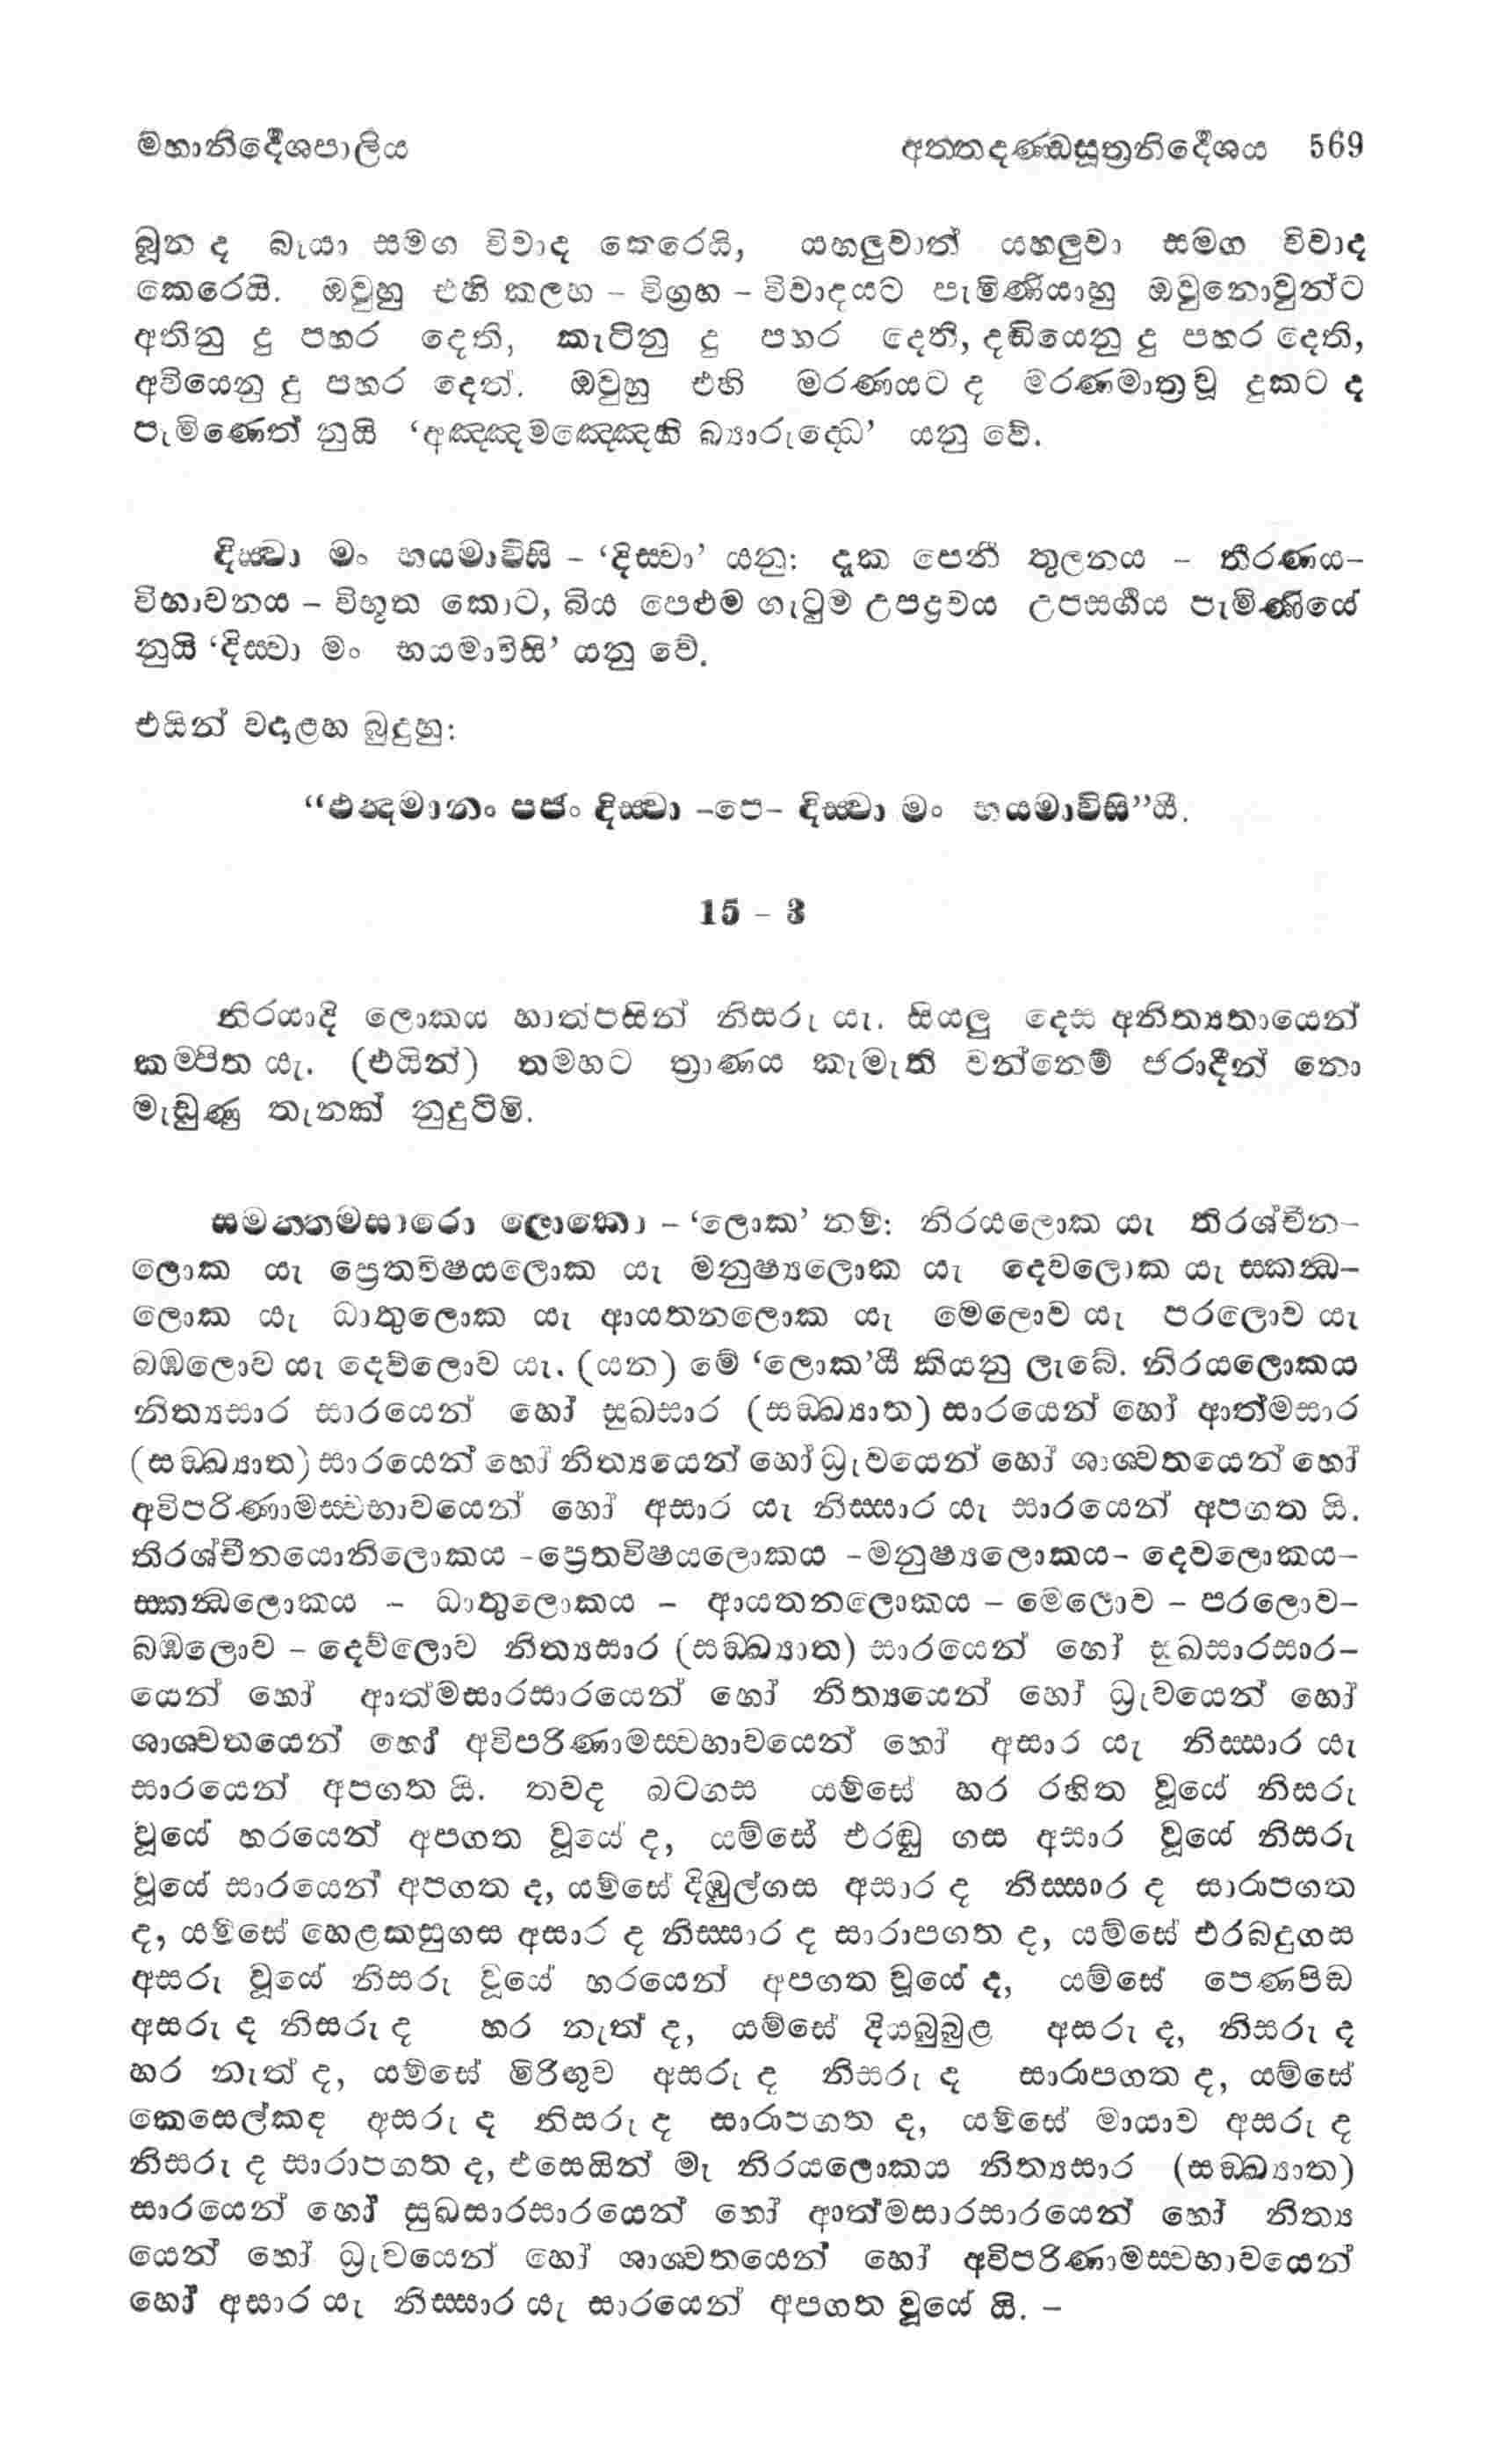 මහානිර්දේශපාලිය අත්තදණ්ඩසූත්‍රනිර්දේශය 569
බූන ද බැයා සමග විවාද කෙරෙයි, යහලුවාත් යහලුවා සමග විවාද
කෙරෙයි. ඔවුහු එහි කලහ – විග්‍රහ – විවාදයට පැමිණියාහු ඔවුනොවුන්ට
අතිනු දු පහර දෙති, කැටිනු දු පහර දෙති, දඬියෙනු දු පහර දෙති,
අවියෙනු දු පහර දෙත්. ඔවුහු එහි මරණයට ද මරණමාත්‍ර වූ දුකට ද
පැමිණෙත් නුයි ‘අඤ්ඤමඤ්ඤෙහි බ්‍යාරුද්ධෙ’ යනු වේ.
දිස්වා මං භයමාවිසි – ‘දිස්වා’ යනු: දැක පෙනී තුලනය – තීරණය–
විභාවනය – විභූත කොට, බිය පෙළුම ගැටුම උපද්‍රවය උපසර්ගය පැමිණියේ
නුයි ‘දිස්වා මං භයමාවිසි’ යනු වේ.
එයින් වදාළහ බුදුහු:
“ඵන්දමානං පජං දිස්වා –පෙ– දිස්වා මං භයමාවිසි”යී.
15 – 3
නිරයාදි ලොකය හාත්පසින් නිසරු යැ. සියලු දෙස අනිත්‍යතායෙන්
කම්පිත යැ. (එයින්) තමහට ත්‍රාණය කැමැති වන්නෙම් ජරාදීන් නො
මැඩුණු තැනක් නුදුටිමි.
සමන්තමසාරො ලොකො – ‘ලොක’ නම්: නිරයලොක යැ තිරශ්චීන–
ලොක යැ ප්‍රෙතවිෂයලොක යැ මනුෂ්‍යලොක යැ දෙවලොක යැ ස්කන්ධ–
ලොක යැ ධාතුලොක යැ ආයතනලොක යැ මෙලොව යැ පරලොව යැ
බඹලොව යැ දෙව්ලොව යැ. (යන) මේ ‘ලොක’යී කියනු ලැබේ. නිරයලොකය
නිත්‍යසාර සාරයෙන් හෝ සුඛසාර (සඞ්ඛ්‍යාත) සාරයෙන් හෝ ආත්මසාර
(සඞ්ඛ්‍යාත) සාරයෙන් හෝ නිත්‍යයෙන් හෝ ධ්‍රැවයෙන් හෝ ශාශ්වතයෙන් හෝ
අවිපරිණාමස්වභාවයෙන් හෝ අසාර යැ නිස්සාර යැ සාරයෙන් අපගත යි.
තිරශ්චීනයොනිලොකය –ප්‍රෙතවිෂයලොකය –මනුෂ්‍යලොකය– දෙවලොකය–
ස්කන්ධලොකය – ධාතුලොකය – ආයතනලොකය – මෙලොව – පරලොව–
බඹලොව – දෙව්ලොව නිත්‍යසාර (සඞ්ඛ්‍යාත) සාරයෙන් හෝ සුඛසාරසාර–
යෙන් හෝ ආත්මසාරසාරයෙන් හෝ නිත්‍යයෙන් හෝ ධ්‍රැවයෙන් හෝ
ශාශ්වතයෙන් හෝ අවිපරිණාමස්වභාවයෙන් හෝ අසාර යැ නිස්සාර යැ
සාරයෙන් අපගත යි. තවද බටගස යම්සේ හර රහිත වූයේ නිසරු
වූයේ හරයෙන් අපගත වූයේ ද, යම්සේ එරඬු ගස අසාර වූයේ නිසරු
වූයේ සාරයෙන් අපගත ද, යම්සේ දිඹුල්ගස අසාර ද නිස්සාර ද සාරාපගත
ද, යම්සේ හෙළකසුගස අසාර ද නිස්සාර ද සාරාපගත ද, යම්සේ එරබදුගස
අසරු වූයේ නිසරු වූයේ හරයෙන් අපගත වූයේ ද, යම්සේ පෙණපිඩ
අසරු ද නිසරු ද හර නැත් ද, යම්සේ දියබුබුළ අසරු ද, නිසරු ද
හර නැත් ද, යම්සේ මිරිඟුව අසරු ද නිසරු ද සාරාපගත ද, යම්සේ
කෙසෙල්කඳ අසරු ද නිසරු ද සාරාපගත ද, යම්සේ මායාව අසරු ද
නිසරු ද සාරාපගත ද, එසෙයින් මැ නිරයලොකය නිත්‍යසාර (සඞ්ඛ්‍යාත)
සාරයෙන් හෝ සුඛසාරසාරයෙන් හෝ ආත්මසාරසාරයෙන් හෝ නිත්‍ය
යෙන් හෝ ධ්‍රැවයෙන් හෝ ශාශ්වතයෙන් හෝ අවිපරිණාමස්වභාවයෙන්
හෝ අසාර යැ නිස්සාර යැ සාරයෙන් අපගත වූයේ යි. –